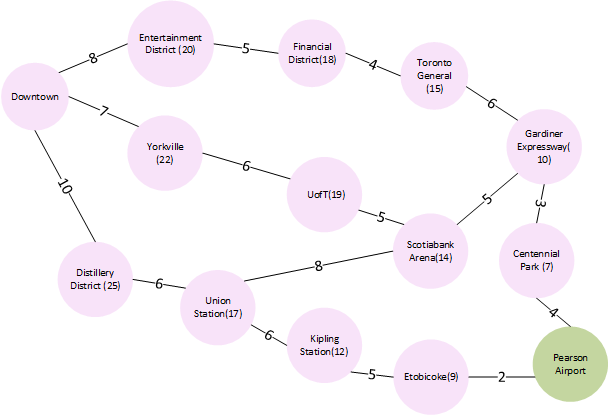 Entertainment
District (20)
8
5
Financial
District(18)
4
Toronto
General
(15)
6
Downtown
7
Gardiner
Expressway(
10)
Yorkville
(22)
6
5
3
10
UofT(19)
5
Scotiabank
Arena(14)
Centennial
Park (7)
8
Distillery
District (25)
6
Union
Station(17)
4
6
Kipling
Station(12)
Pearson
Airport
5
Etobicoke(9)
2